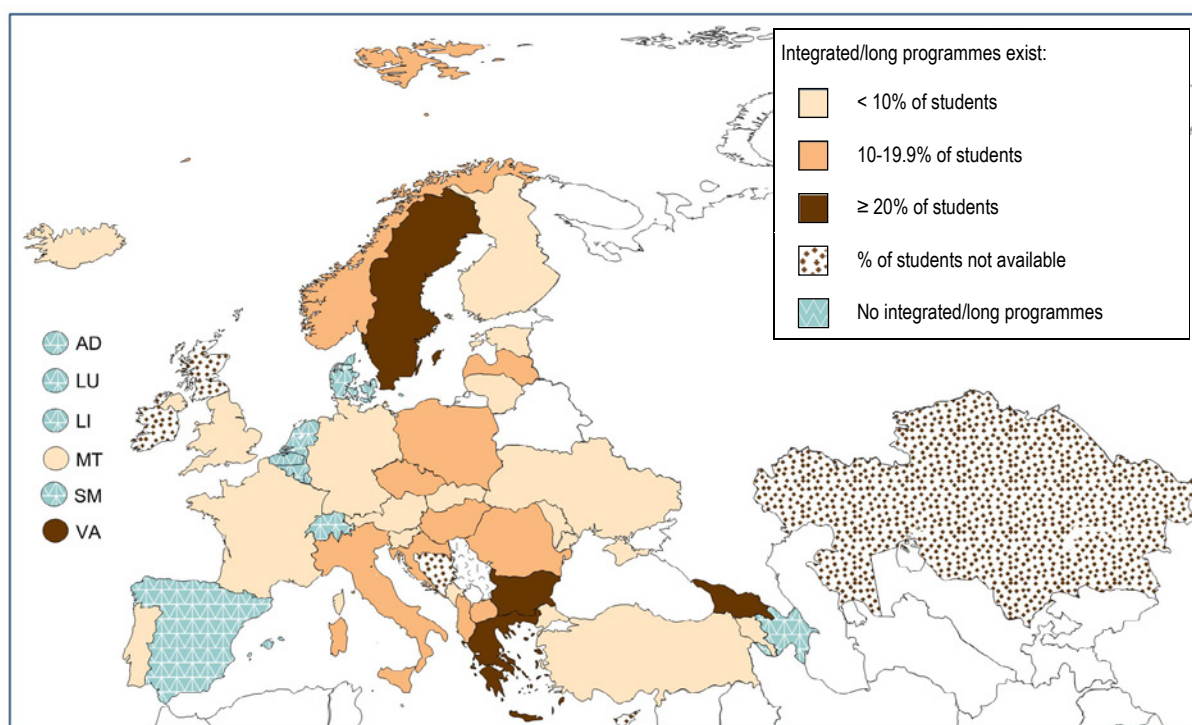 Integrated/long programmes exist:
< 10% of students
10-19.9% of students
≥ 20% of students
% of students not available
No integrated/long programmes
AD
LU
LI
MT
SM
VA